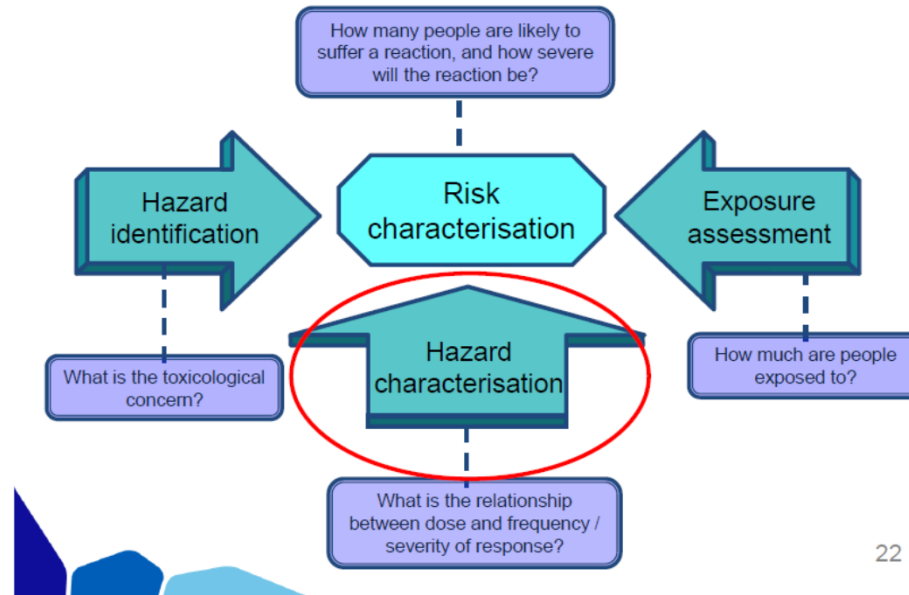 How many people are likely to
suffer a reaction, and how severe
will the reaction be?
Hazard
identification
Risk
characterisation
Exposure
assessment
What is the toxicological
concern?
Hazard
characterisation
How much are people
exposed to?
What is the relationship
between dose and frequency /
severity of response?
22